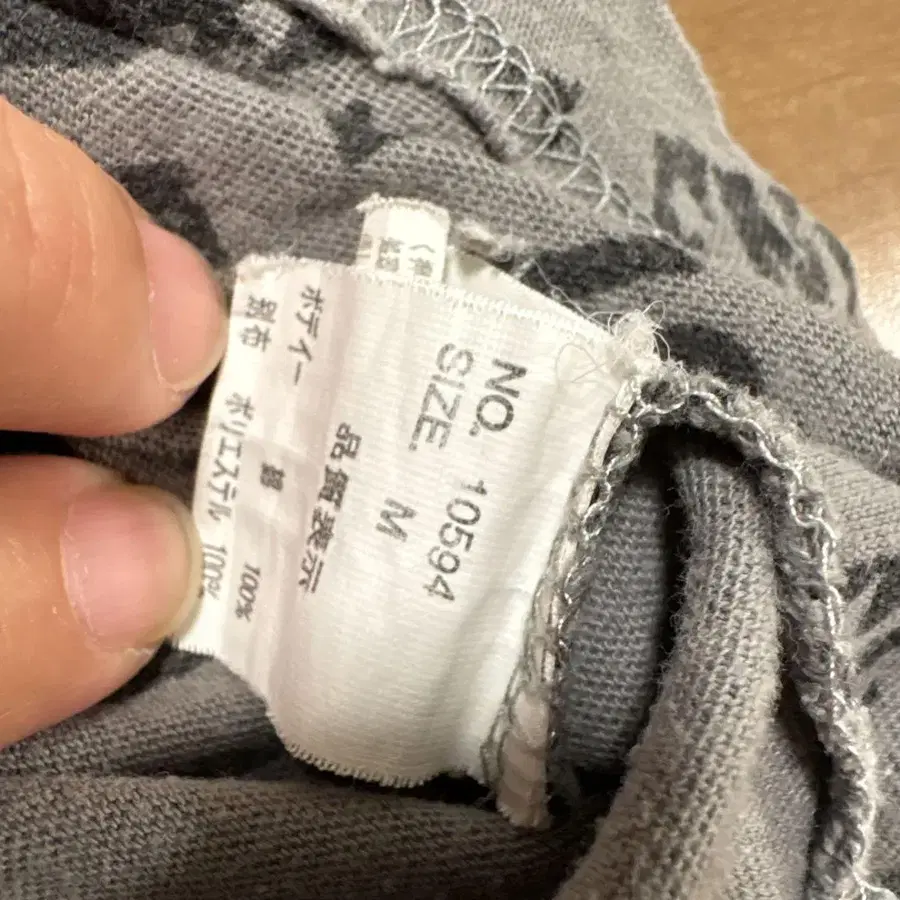 NO. 10594
SIZE. M
品質表示
ボディー 綿 100%
別布 ポリエステル 100%